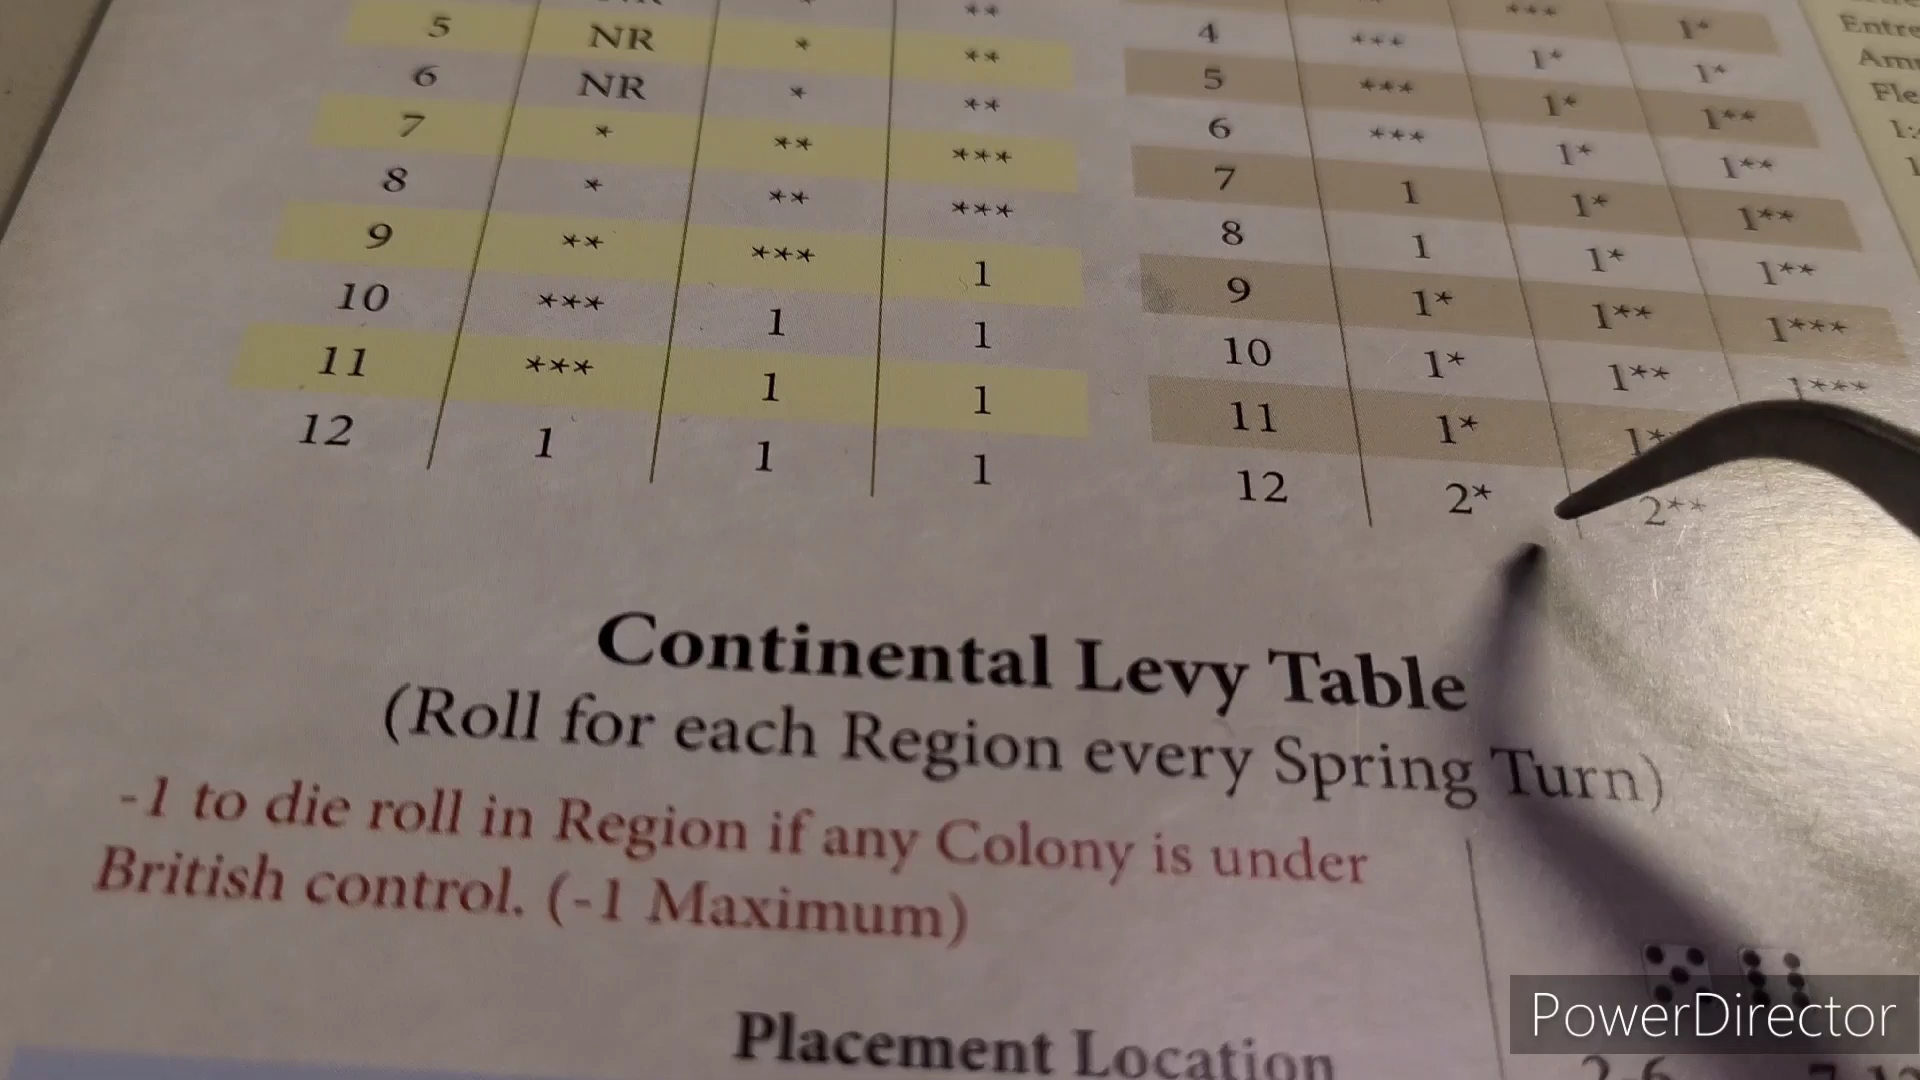 ** *** 1*
5 NR * ** 4 *** 1* 1*
6 NR * ** 5 *** 1* 1**
7 * ** *** 6 *** 1* 1**
8 * ** *** 7 1 1* 1**
9 ** *** 1 8 1 1* 1**
10 *** 1 1 9 1* 1** 1***
11 *** 1 1 10 1* 1** 1***
12 1 1 1 11 1*
12 2* 2**
Continental Levy Table
(Roll for each Region every Spring Turn)
-1 to die roll in Region if any Colony is under
British control. (-1 Maximum)
Placement Location
PowerDirector